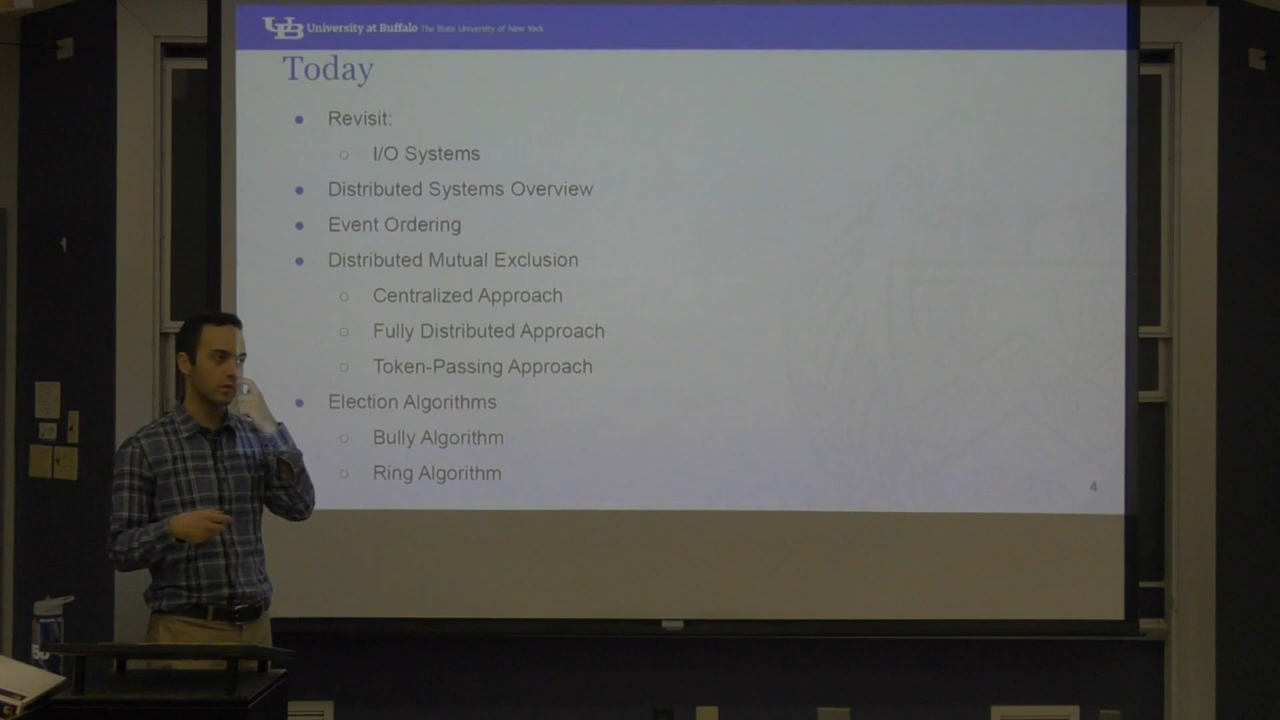 UB University at Buffalo The State University of New York
Today
● Revisit:
○ I/O Systems
● Distributed Systems Overview
● Event Ordering
● Distributed Mutual Exclusion
○ Centralized Approach
○ Fully Distributed Approach
○ Token-Passing Approach
● Election Algorithms
○ Bully Algorithm
○ Ring Algorithm
4